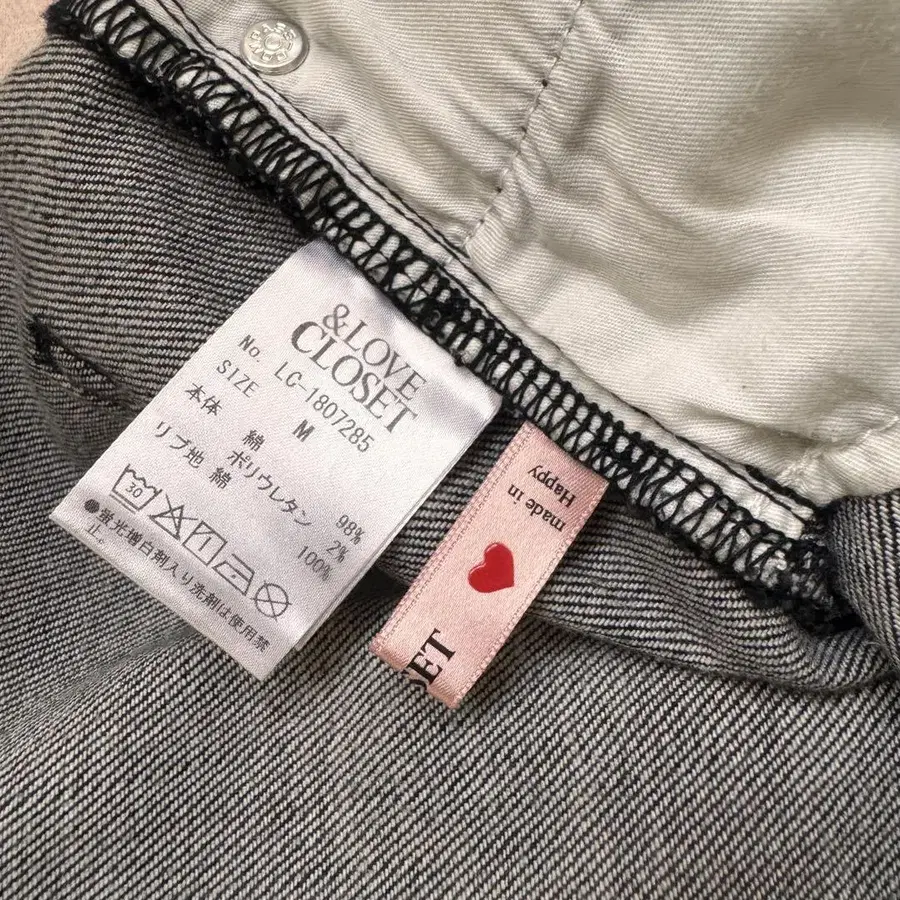 &LOVE
CLOSET
No. LC-1807285
SIZE M
本体 綿 98%
ポリウレタン 2%
リブ地 綿 100%
30
●蛍光増白剤入り洗剤は使用禁
止。
made in
Happy